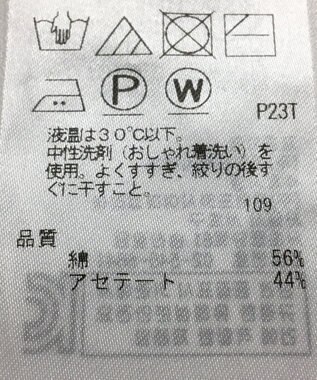 P W P23T
液温は30℃以下。
中性洗剤(おしゃれ着洗い)を
使用。よくすすぎ、絞りの後す
ぐに干すこと。
109
品質
綿 56%
アセテート 44%